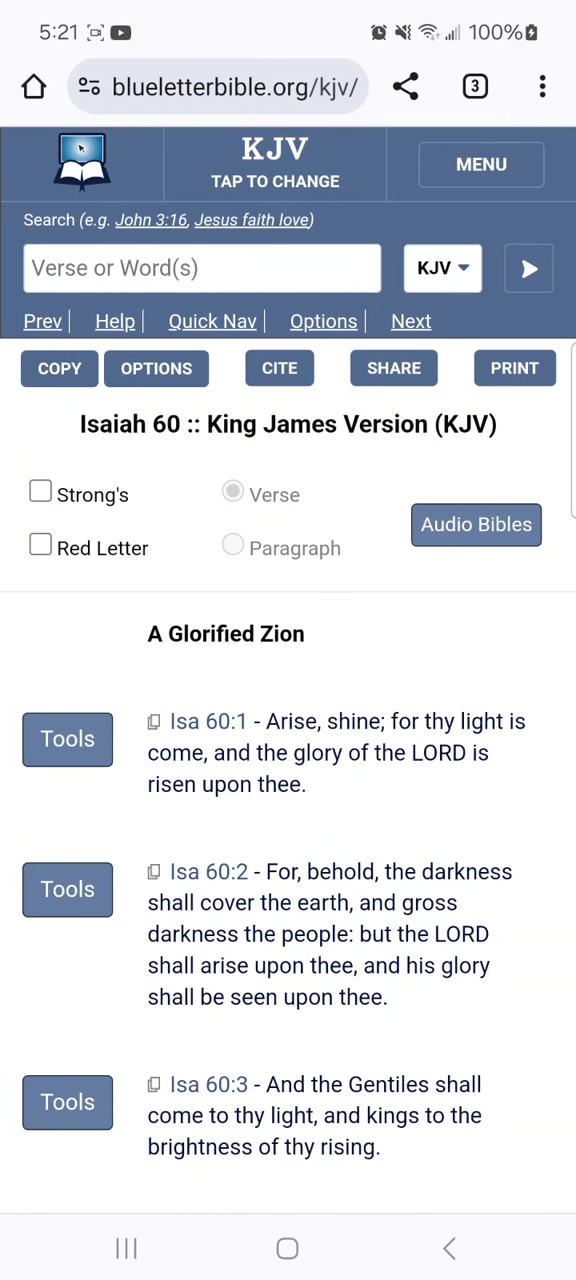 5:21 100%
blueletterbible.org/kjv/ 3
KJV
TAP TO CHANGE
MENU
Search (e.g. John 3:16, Jesus faith love)
Verse or Word(s) KJV
Prev | Help | Quick Nav | Options | Next
COPY OPTIONS CITE SHARE PRINT
Isaiah 60 :: King James Version (KJV)
Strong's Verse
Audio Bibles
Red Letter Paragraph
A Glorified Zion
Tools
Isa 60:1 - Arise, shine; for thy light is
come, and the glory of the LORD is
risen upon thee.
Tools
Isa 60:2 - For, behold, the darkness
shall cover the earth, and gross
darkness the people: but the LORD
shall arise upon thee, and his glory
shall be seen upon thee.
Tools
Isa 60:3 - And the Gentiles shall
come to thy light, and kings to the
brightness of thy rising.